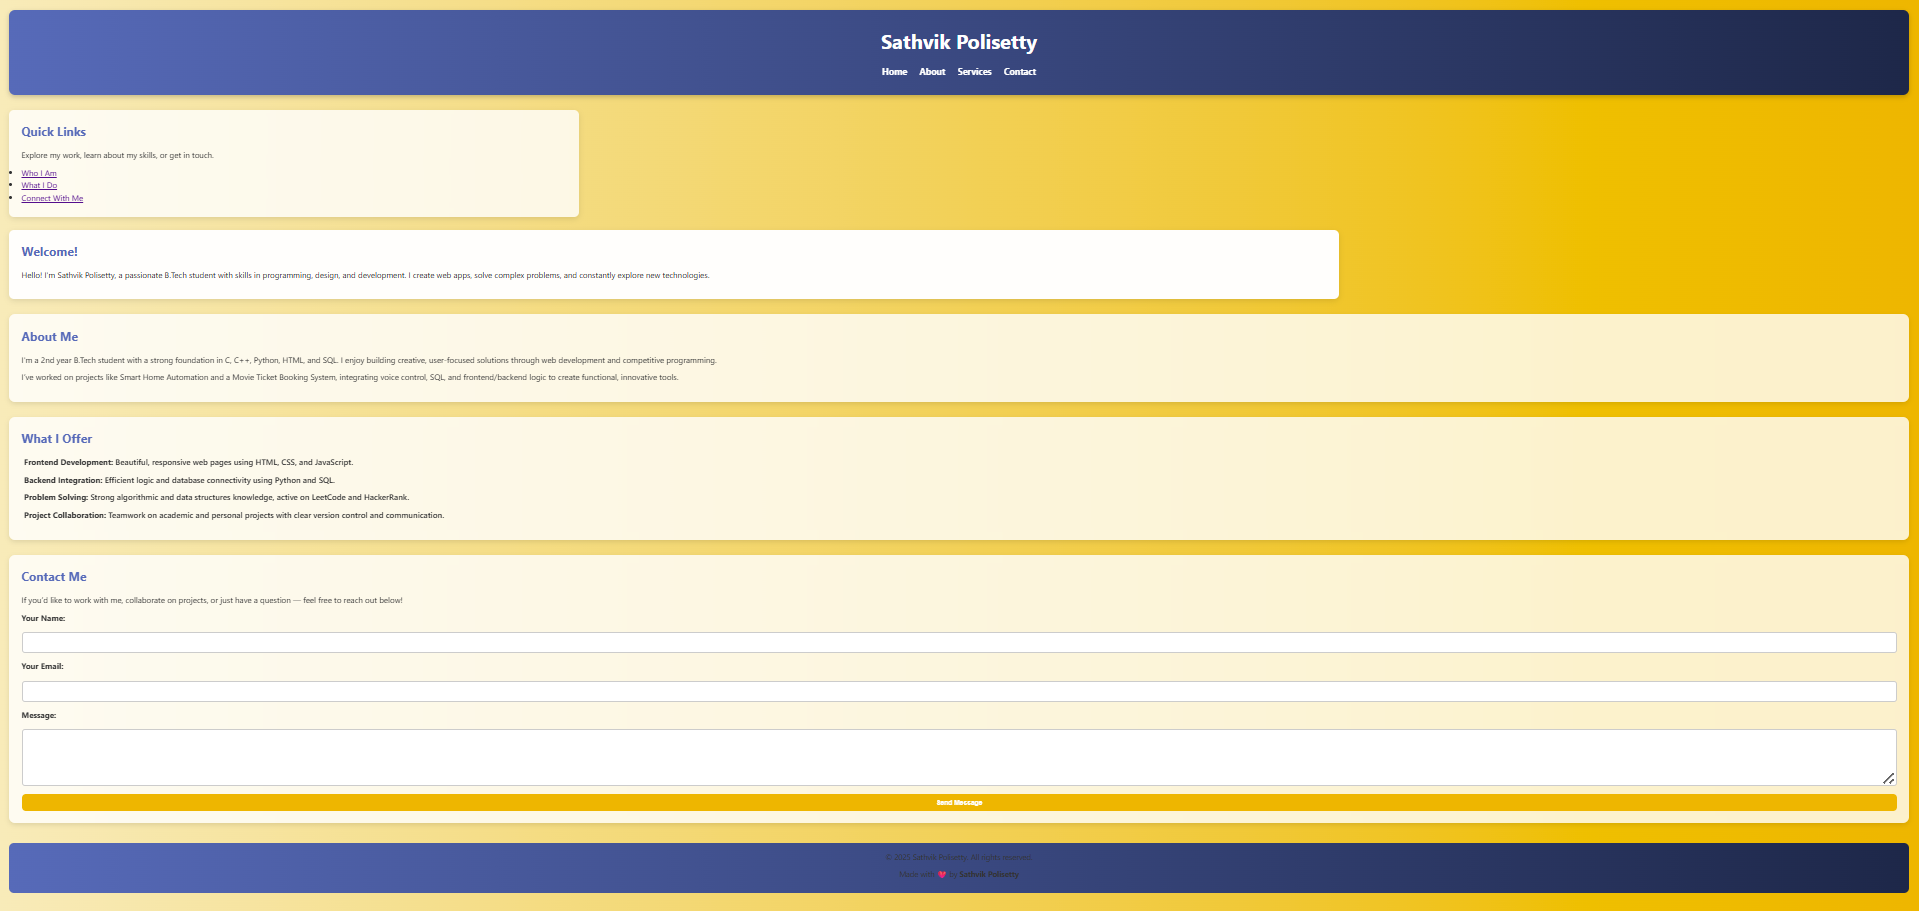 Sathvik Polisetty
Home About Services Contact
Quick Links
Explore my work, learn about my skills, or get in touch.
Who I Am
What I Do
Connect With Me
Welcome!
Hello! I'm Sathvik Polisetty, a passionate B.Tech student with skills in programming, design, and development. I create web apps, solve complex problems, and constantly explore new technologies.
About Me
I'm a 2nd year B.Tech student with a strong foundation in C, C++, Python, HTML, and SQL. I enjoy building creative, user-focused solutions through web development and competitive programming.
I've worked on projects like Smart Home Automation and a Movie Ticket Booking System, integrating voice control, SQL, and frontend/backend logic to create functional, innovative tools.
What I Offer
Frontend Development: Beautiful, responsive web pages using HTML, CSS, and JavaScript.
Backend Integration: Efficient logic and database connectivity using Python and SQL.
Problem Solving: Strong algorithmic and data structures knowledge, active on LeetCode and HackerRank.
Project Collaboration: Teamwork on academic and personal projects with clear version control and communication.
Contact Me
If you'd like to work with me, collaborate on projects, or just have a question — feel free to reach out below!
Your Name:
Your Email:
Message:
Send Message
© 2025 Sathvik Polisetty. All rights reserved.
Made with 💖 by Sathvik Polisetty